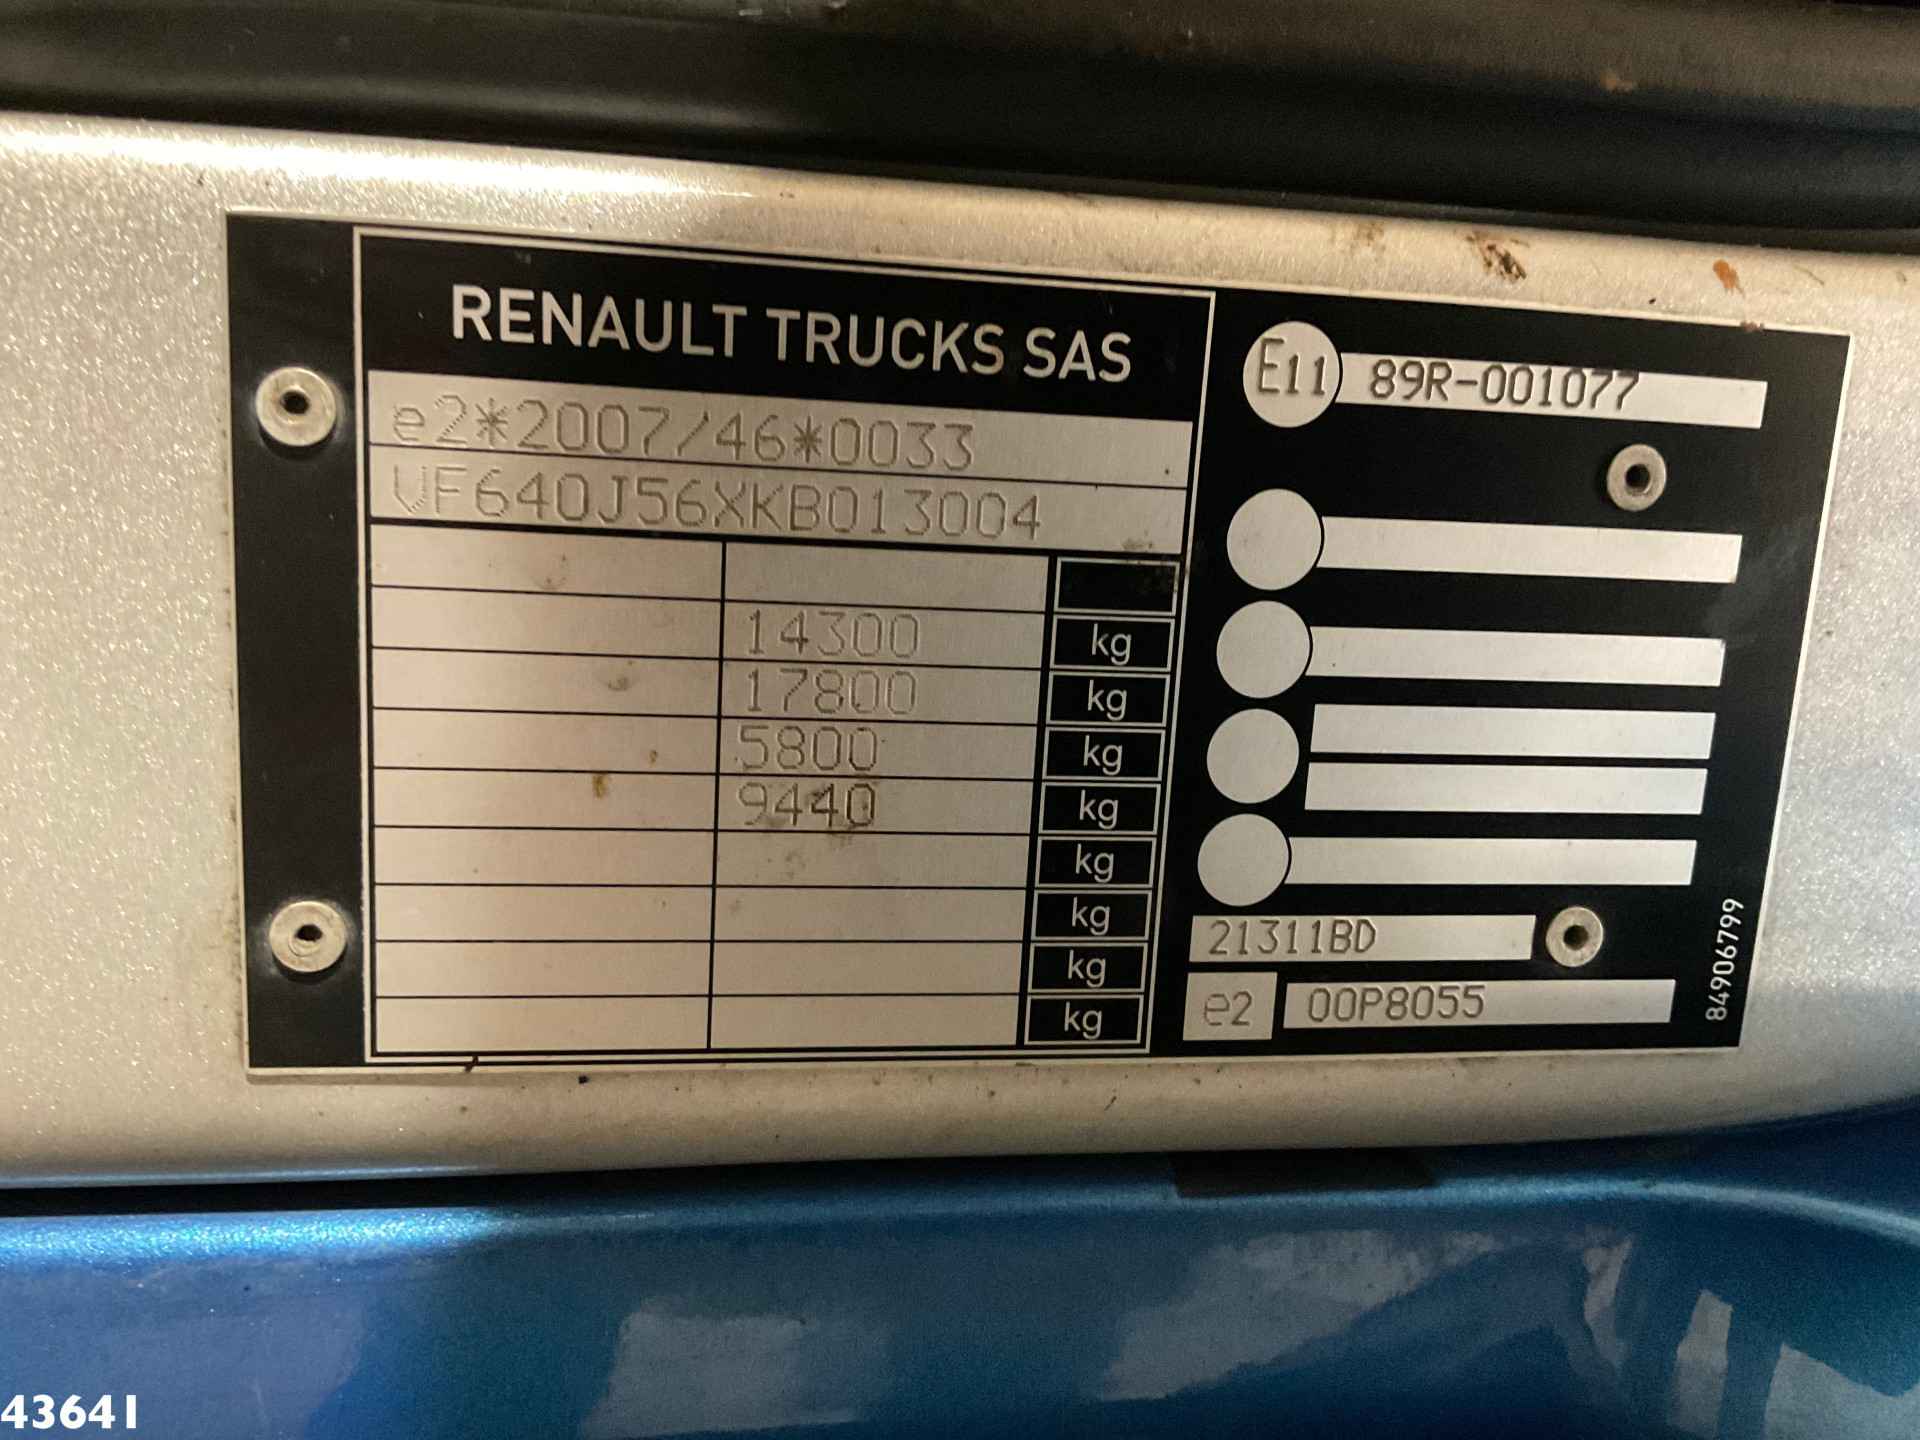 RENAULT TRUCKS SAS
e2*2007/46*0033
VF640J56XKB013004
14300 kg
17800 kg
5800 kg
9440 kg
kg
kg
kg
kg
E11 89R-001077
21311BD
e2 00P8055
84906799
43641